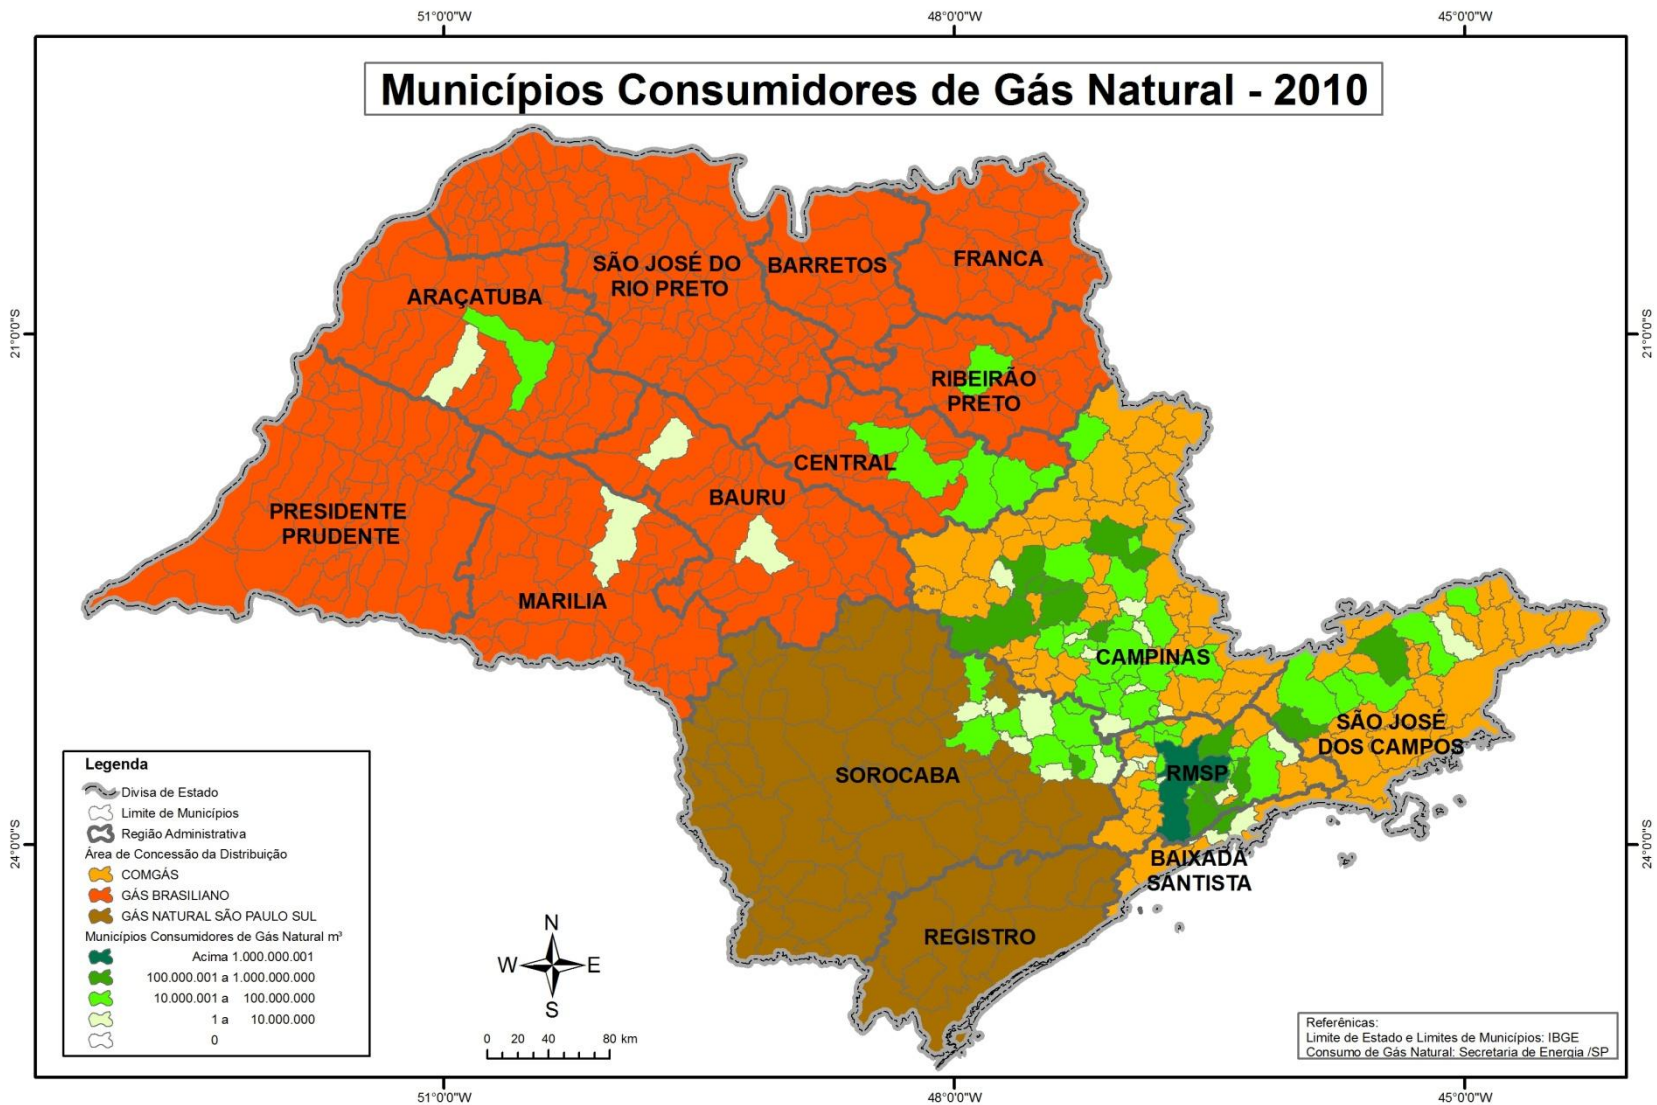 51°0'0"W
48°0'0"W
45°0'0"W
Municípios Consumidores de Gás Natural - 2010
21°0'0"S
21°0'0"S
FRANCA
SÃO JOSÉ DO
RIO PRETO
BARRETOS
ARAÇATUBA
RIBEIRÃO
PRETO
CENTRAL
BAURU
PRESIDENTE
PRUDENTE
MARILIA
CAMPINAS
SÃO JOSÉ
DOS CAMPOS
RMSP
SOROCABA
BAIXADA
SANTISTA
REGISTRO
24°0'0"S
24°0'0"S
Legenda
Divisa de Estado
Limite de Municípios
Região Administrativa
Área de Concessão da Distribuição
COMGÁS
GÁS BRASILIANO
GÁS NATURAL SÃO PAULO SUL
Municípios Consumidores de Gás Natural m³
Acima 1.000.000.001
100.000.001 a 1.000.000.000
10.000.001 a 100.000.000
1 a 10.000.000
0
N
W E
S
0 20 40 80 km
Referênicas:
Limite de Estado e Limites de Município: IBGE
Consumo de Gás Natural: Secretaria de Energia /SP
51°0'0"W
48°0'0"W
45°0'0"W